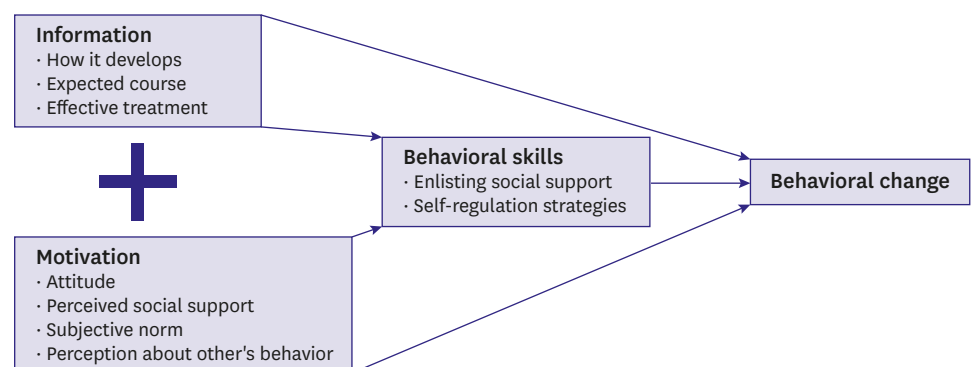 Information
· How it develops
· Expected course
· Effective treatment
Behavioral skills
· Enlisting social support
· Self-regulation strategies
Behavioral change
Motivation
· Attitude
· Perceived social support
· Subjective norm
· Perception about other's behavior